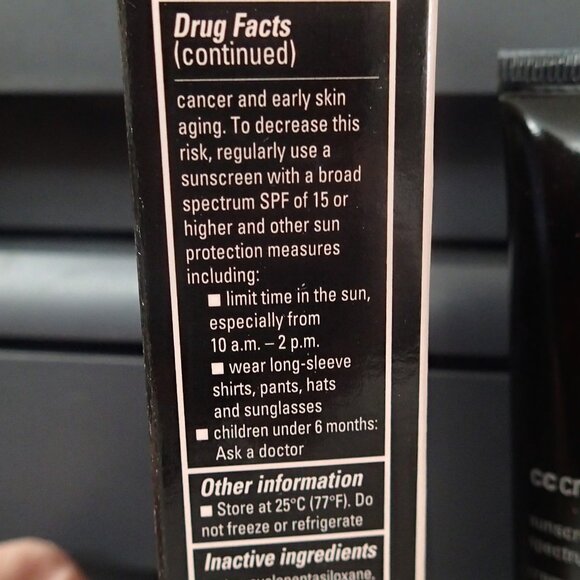 Drug Facts
(continued)
cancer and early skin
aging. To decrease this
risk, regularly use a
sunscreen with a broad
spectrum SPF of 15 or
higher and other sun
protection measures
including:
■ limit time in the sun,
especially from
10 a.m. – 2 p.m.
■ wear long-sleeve
shirts, pants, hats
and sunglasses
■ children under 6 months:
Ask a doctor
Other information
■ Store at 25°C (77°F). Do
not freeze or refrigerate
Inactive ingredients
cc